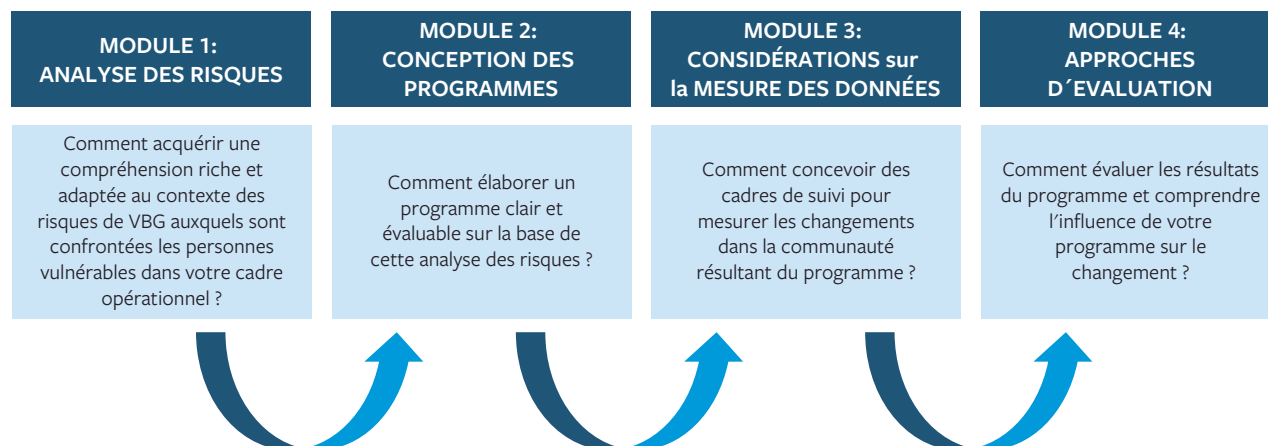 MODULE 1:
ANALYSE DES RISQUES
Comment acquérir une
compréhension riche et
adaptée au contexte des
risques de VBG auxquels sont
confrontées les personnes
vulnérables dans votre cadre
opérationnel ?
MODULE 2:
CONCEPTION DES
PROGRAMMES
Comment élaborer un
programme clair et
évaluable sur la base de
cette analyse des risques ?
MODULE 3:
CONSIDÉRATIONS sur
la MESURE DES DONNÉES
Comment concevoir des
cadres de suivi pour
mesurer les changements
dans la communauté
résultant du programme ?
MODULE 4:
APPROCHES
D´EVALUATION
Comment évaluer les résultats
du programme et comprendre
l'influence de votre
programme sur le
changement ?